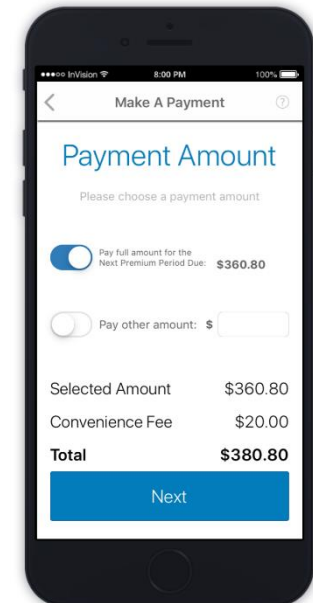 InVision 8:00 PM 100%
Make A Payment ?
Payment Amount
Please choose a payment amount
Pay full amount for the
Next Premium Period Due: $360.80
Pay other amount: $
Selected Amount $360.80
Convenience Fee $20.00
Total $380.80
Next